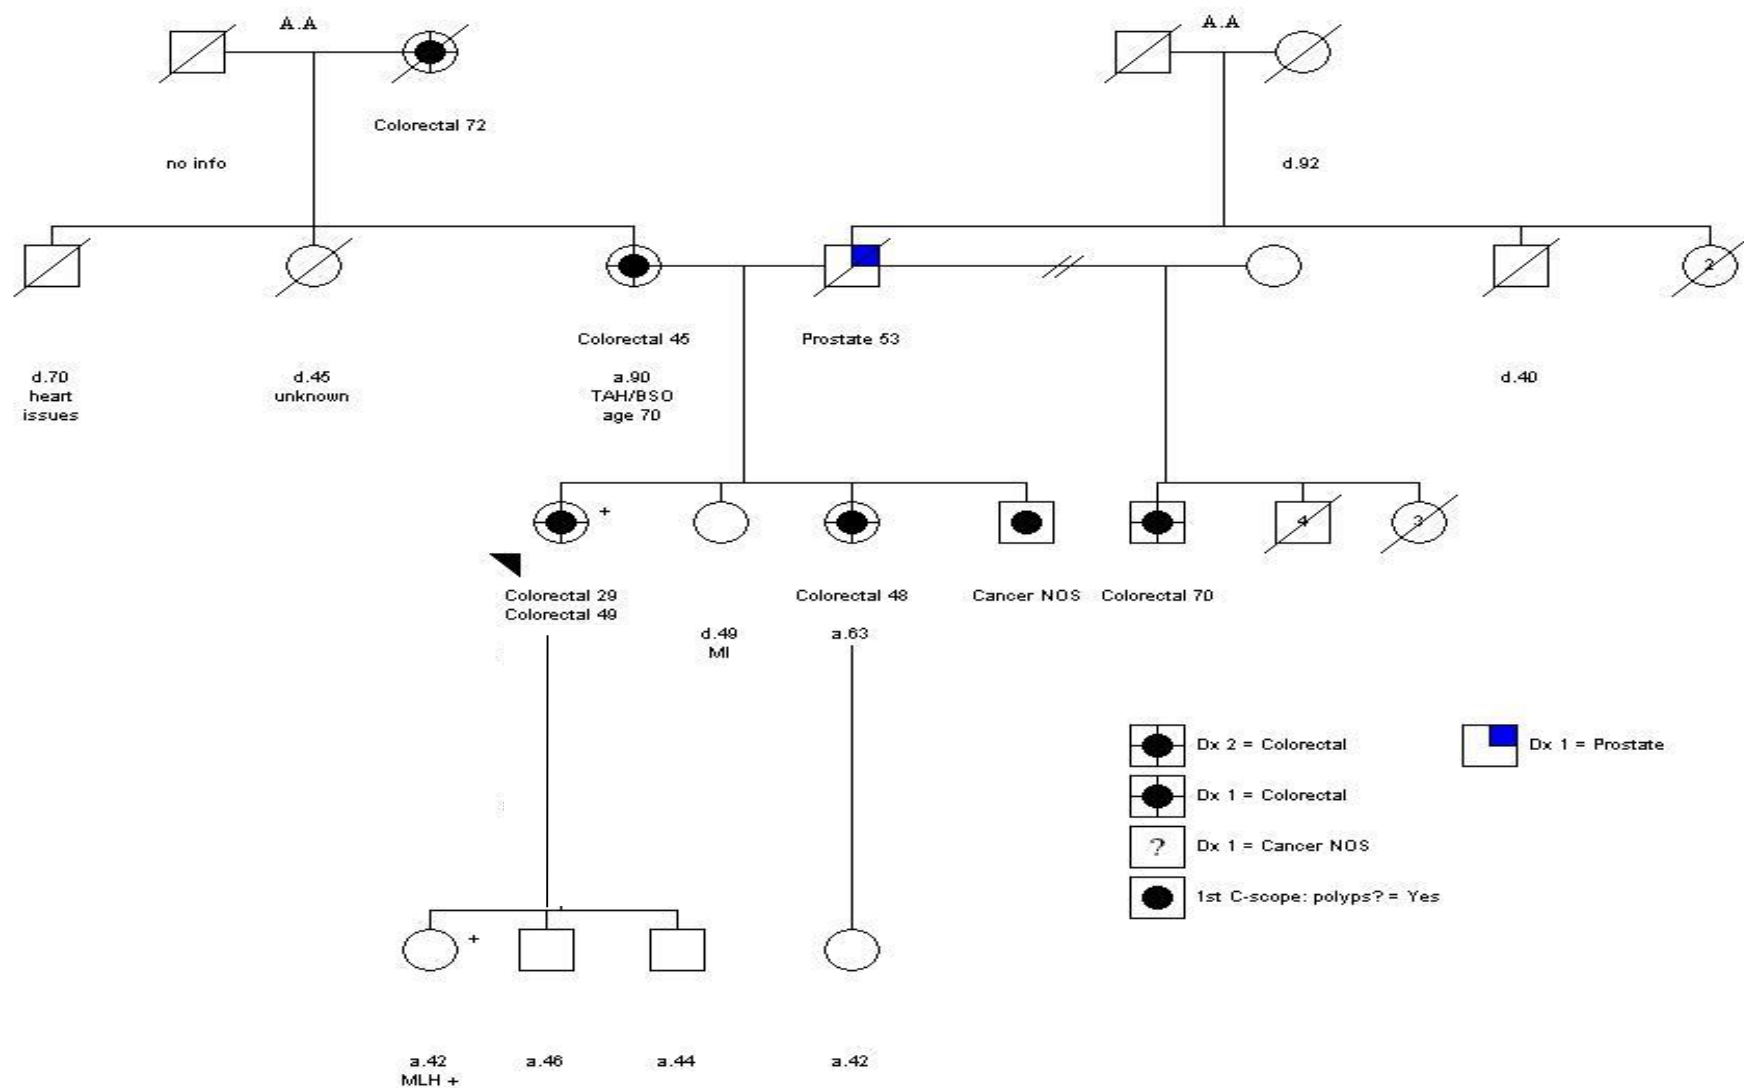 A.A
A.A
Colorectal 72
no info
d.92
2
Colorectal 45
Prostate 53
d.70
heart
issues
d.45
unknown
a.90
TAH/BSO
age 70
d.40
+
4
3
Colorectal 29
Colorectal 49
Colorectal 48
Cancer NOS
Colorectal 70
d.49
MI
a.63
Dx 2 = Colorectal
Dx 1 = Prostate
Dx 1 = Colorectal
?
Dx 1 = Cancer NOS
1st C-scope: polyps? = Yes
+
a.42
MLH +
a.46
a.44
a.42